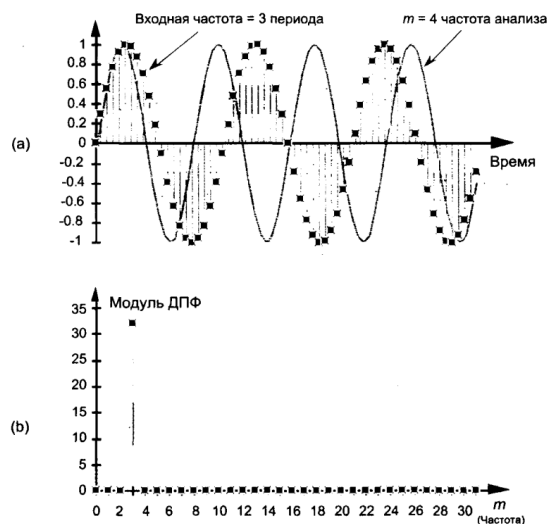 Входная частота = 3 периода
m = 4 частота анализа
1
0.8
0.6
0.4
0.2
0
-0.2
-0.4
-0.6
-0.8
-1
(a)
Время
Модуль ДПФ
35
30
25
20
15
10
5
0
(b)
0 2 4 6 8 10 12 14 16 18 20 22 24 26 28 30
m
(Частота)